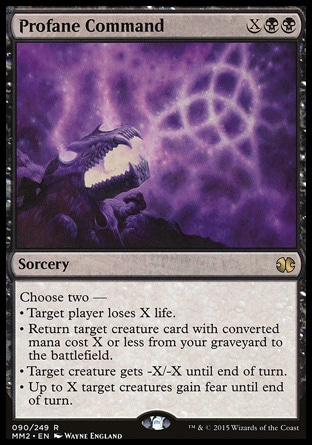 Profane Command X
Sorcery
Choose two —
• Target player loses X life.
• Return target creature card with converted
mana cost X or less from your graveyard to
the battlefield.
• Target creature gets -X/-X until end of turn.
• Up to X target creatures gain fear until
end of turn.
090/249 R
MM2 • EN WAYNE ENGLAND
™ & © 2015 Wizards of the Coast